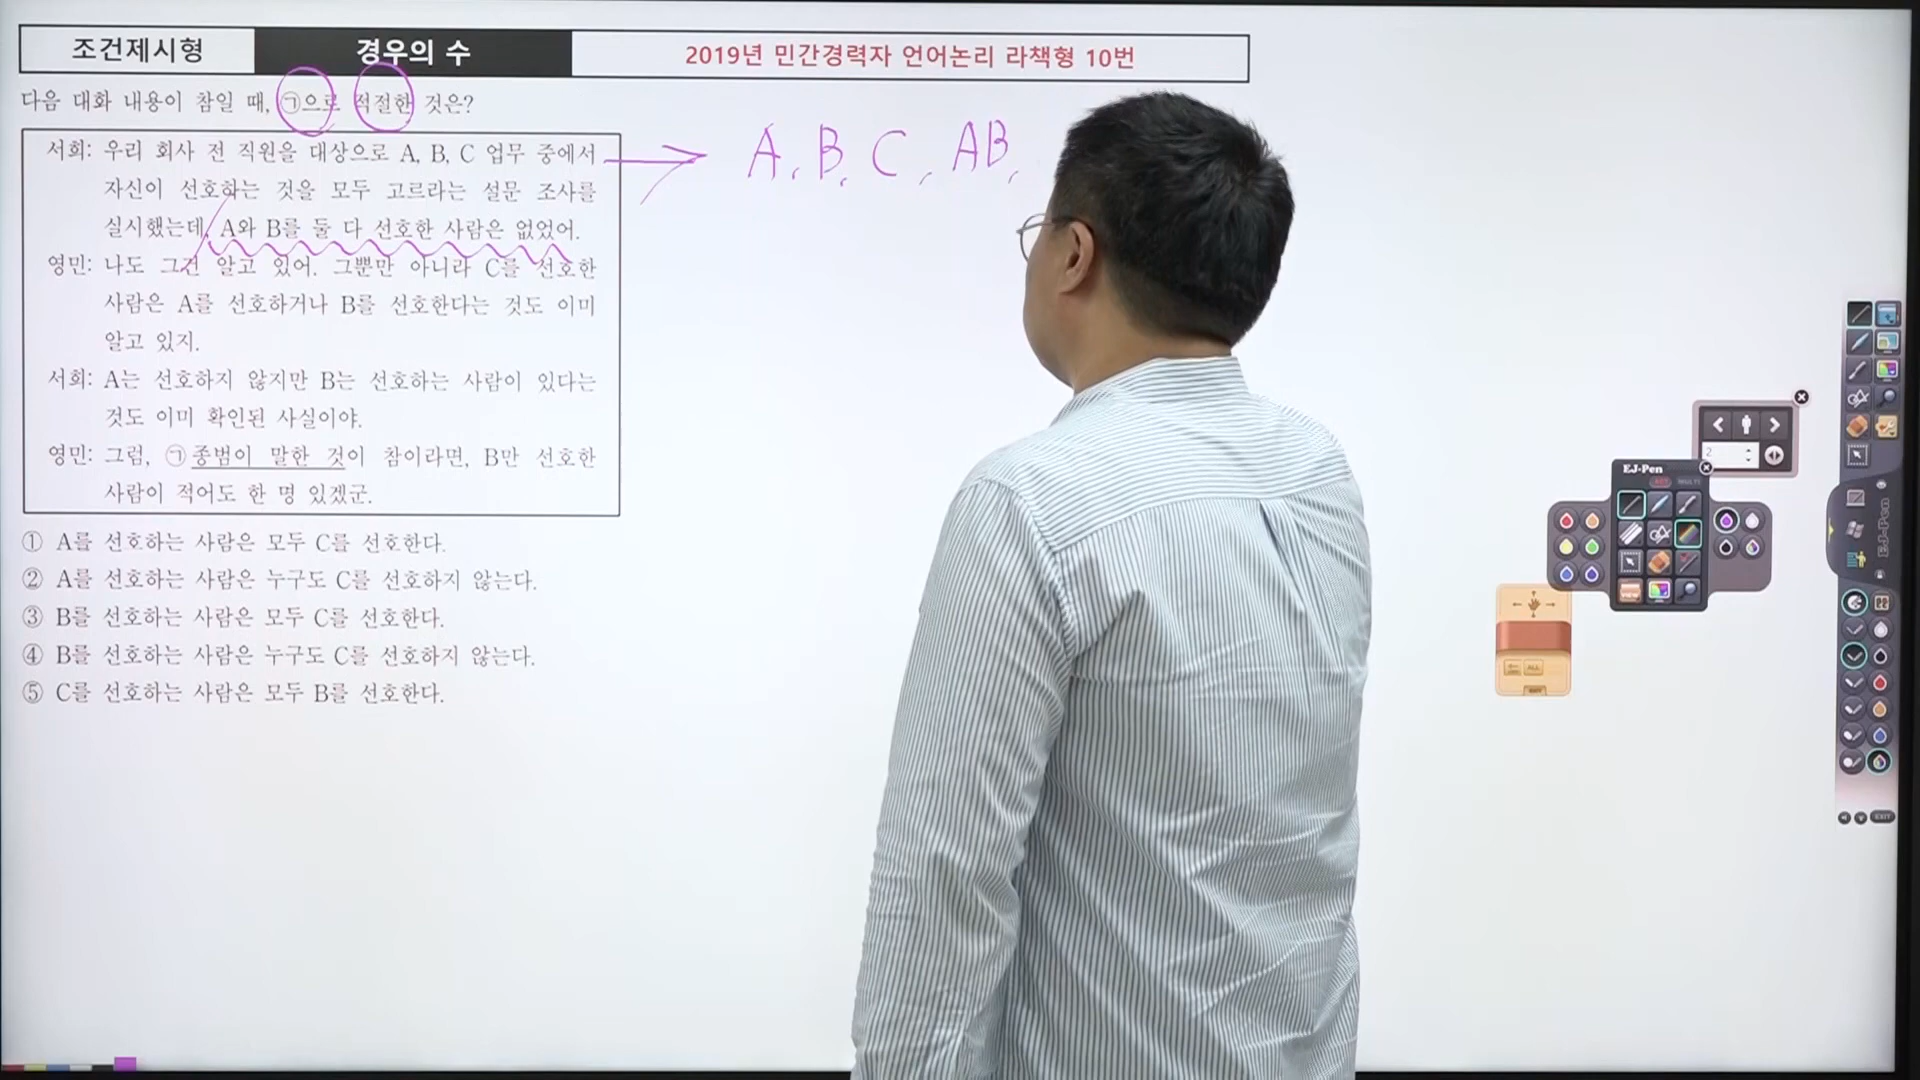 조건제시형 경우의 수 2019년 민간경력자 언어논리 라책형 10번
다음 대화 내용이 참일 때, ㉠으로 적절한 것은?
서희: 우리 회사 전 직원을 대상으로 A, B, C 업무 중에서
자신이 선호하는 것을 모두 고르라는 설문 조사를
실시했는데, A와 B를 둘 다 선호한 사람은 없었어.
영민: 나도 그건 알고 있어. 그뿐만 아니라 C를 선호한
사람은 A를 선호하거나 B를 선호한다는 것도 이미
알고 있지.
서희: A는 선호하지 않지만 B는 선호하는 사람이 있다는
것도 이미 확인된 사실이야.
영민: 그럼, ㉠종범이 말한 것이 참이라면, B만 선호한
사람이 적어도 한 명 있겠군.
① A를 선호하는 사람은 모두 C를 선호한다.
② A를 선호하는 사람은 누구도 C를 선호하지 않는다.
③ B를 선호하는 사람은 모두 C를 선호한다.
④ B를 선호하는 사람은 누구도 C를 선호하지 않는다.
⑤ C를 선호하는 사람은 모두 B를 선호한다.
A, B, C, AB,
EJ-Pen
2
ALL
EJ-Pen
EXIT